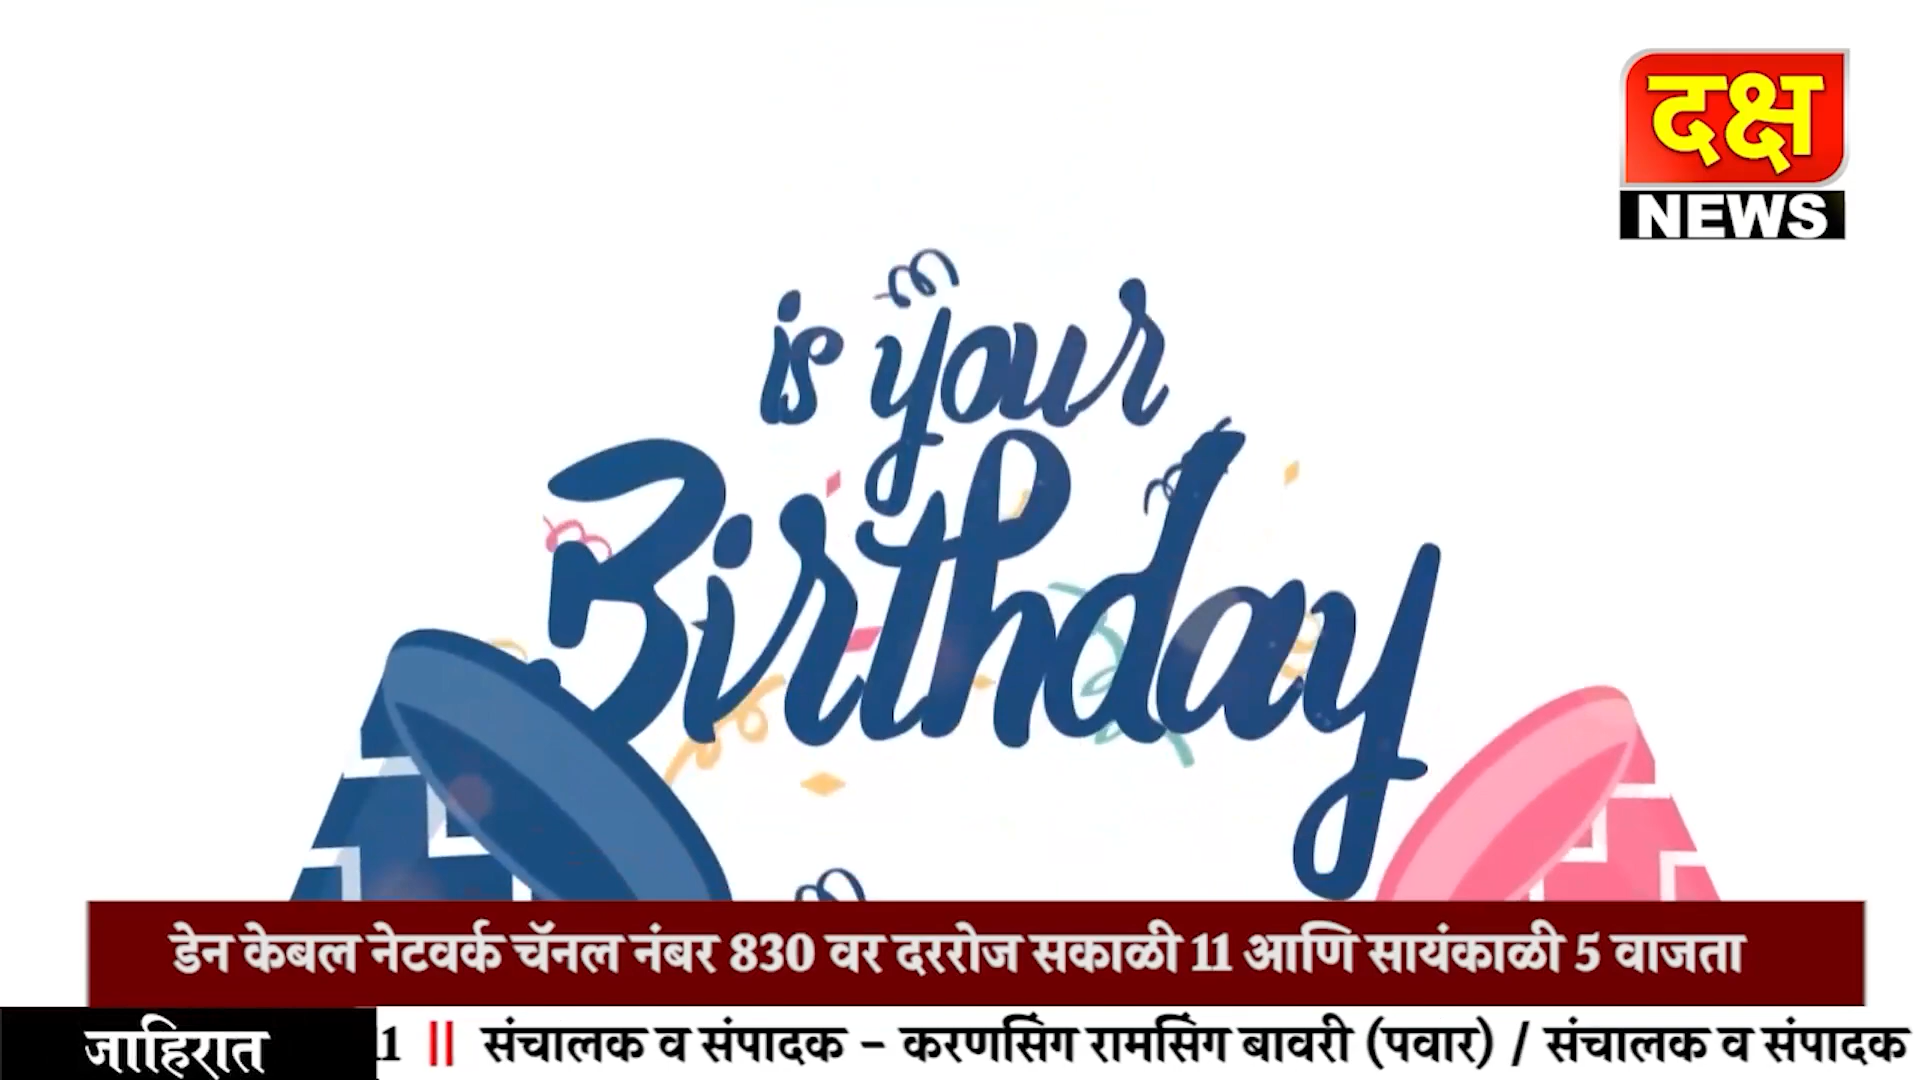 दक्ष
NEWS
is your
Birthday
डेन केबल नेटवर्क चॅनल नंबर 830 वर दररोज सकाळी 11 आणि सायंकाळी 5 वाजता
जाहिरात
11 || संचालक व संपादक - करणसिंग रामसिंग बावरी (पवार) / संचालक व संपादक